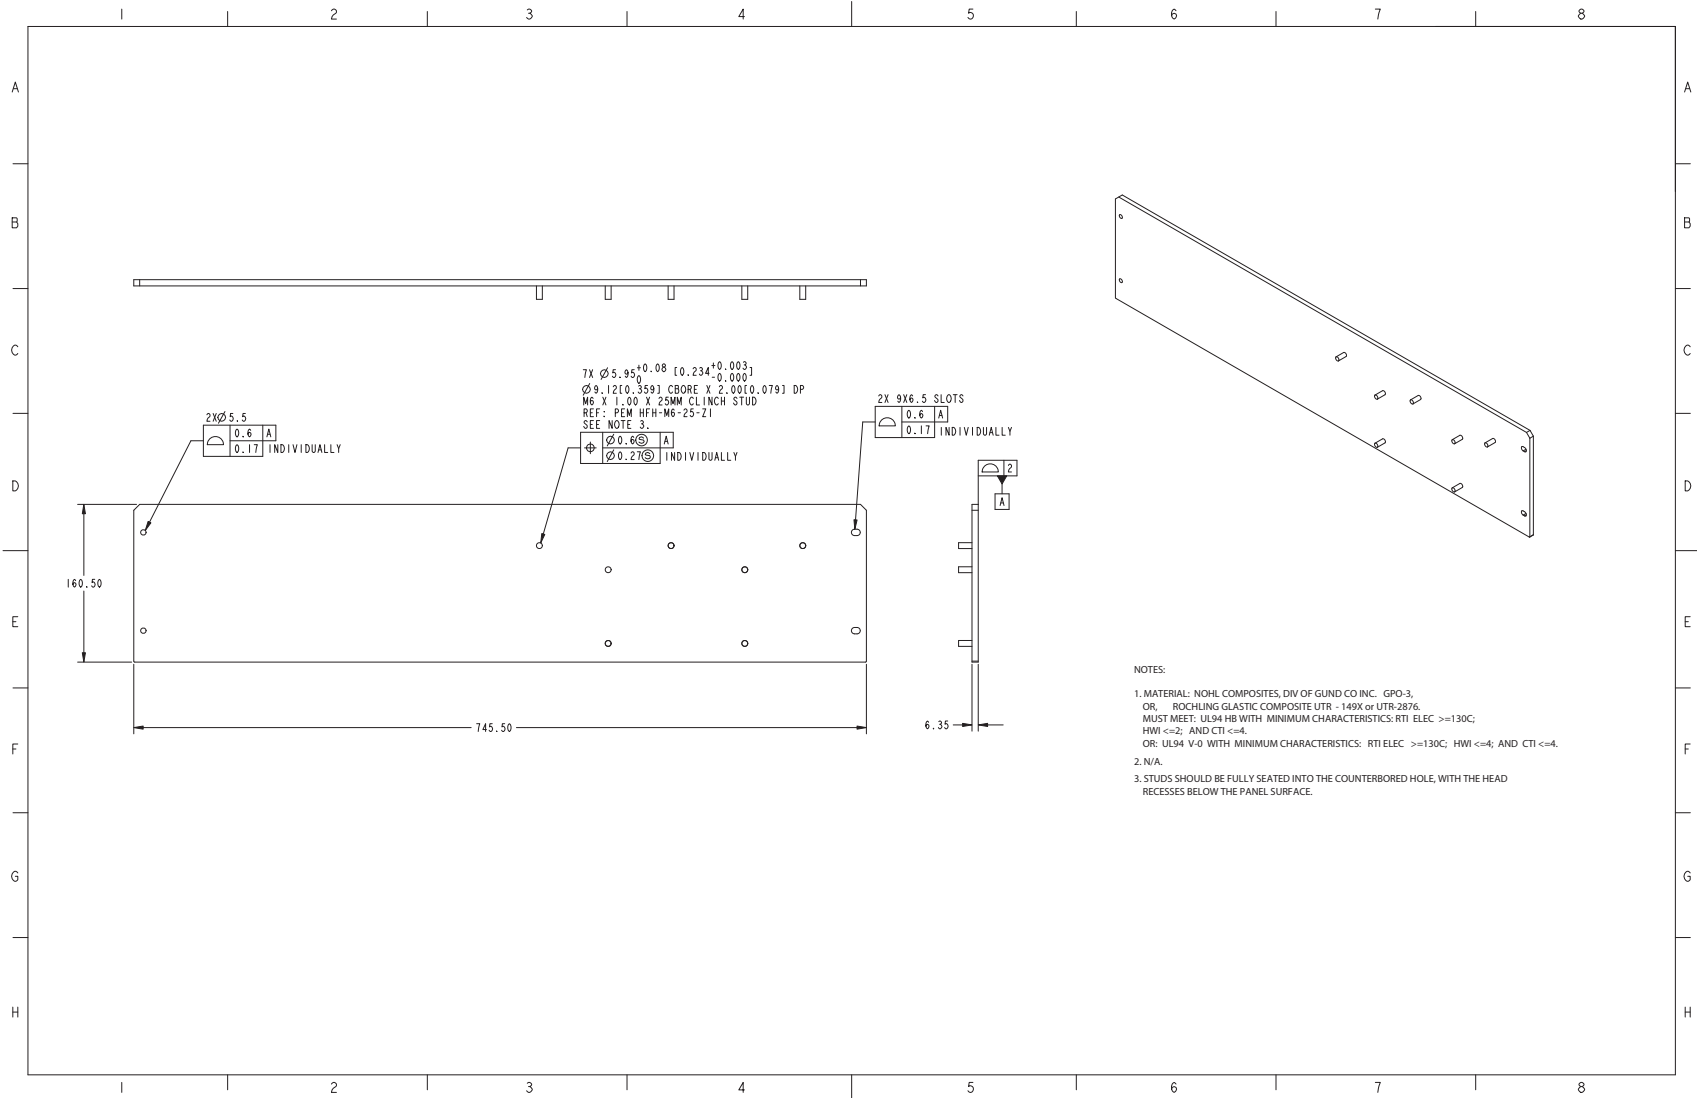 1 2 3 4 5 6 7 8
A A
B B
C C
D D
E E
F F
G G
H H
1 2 3 4 5 6 7 8
7X Ø5.95 +0.08 0 [0.234 +0.003 -0.000]
Ø9.12[0.359] CBORE X 2.00[0.079] DP
M6 X 1.00 X 25MM CLINCH STUD
REF: PEM HFH-M6-25-ZI
SEE NOTE 3.
Ø0.6Ⓢ A
Ø0.27Ⓢ INDIVIDUALLY
2XØ5.5
0.6 A
0.17 INDIVIDUALLY
2X 9X6.5 SLOTS
0.6 A
0.17 INDIVIDUALLY
2
A
160.50
745.50
6.35
NOTES:
1. MATERIAL: NOHL COMPOSITES, DIV OF GUND CO INC. GPO-3,
OR, ROCHLING GLASTIC COMPOSITE UTR - 149X or UTR-2876.
MUST MEET: UL94 HB WITH MINIMUM CHARACTERISTICS: RTI ELEC >=130C;
HWI <=2; AND CTI <=4.
OR: UL94 V-0 WITH MINIMUM CHARACTERISTICS: RTI ELEC >=130C; HWI <=4; AND CTI <=4.
2. N/A.
3. STUDS SHOULD BE FULLY SEATED INTO THE COUNTERBORED HOLE, WITH THE HEAD
RECESSES BELOW THE PANEL SURFACE.